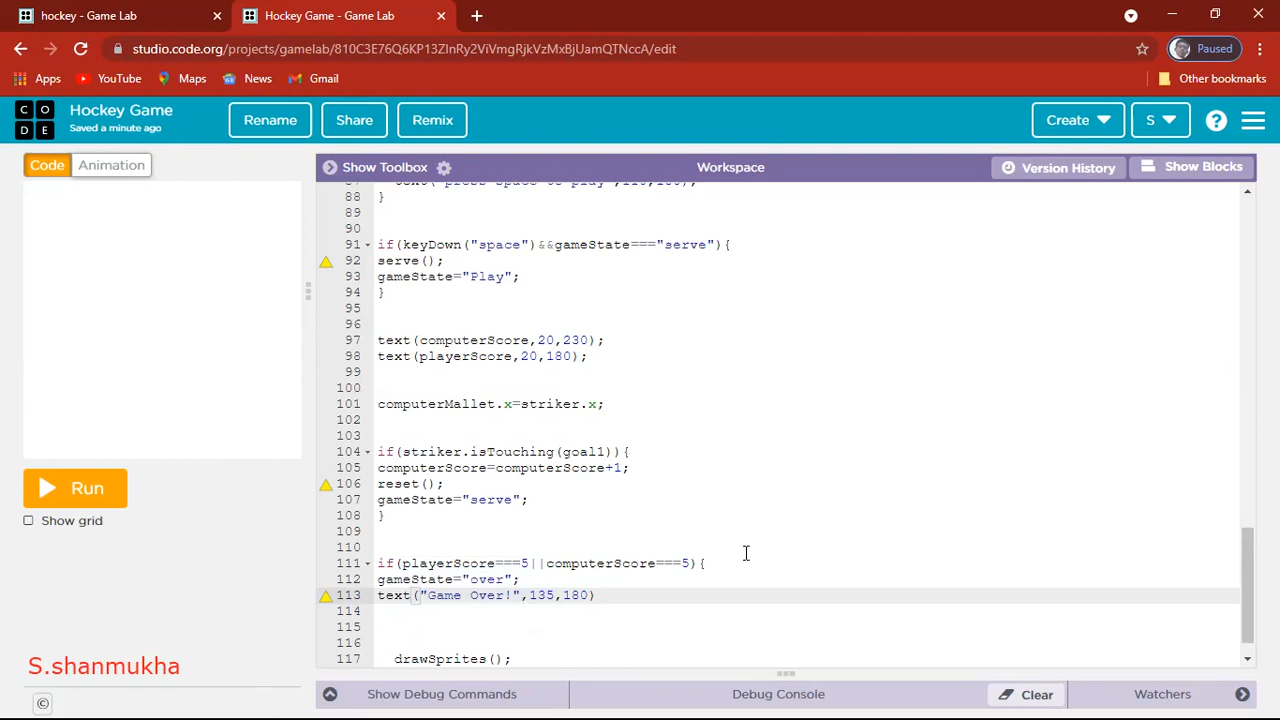 hockey - Game Lab
Hockey Game - Game Lab
studio.code.org/projects/gamelab/810C3E76Q6KP13ZlnRy2ViVmgRjkVzMxBjUamQTNccA/edit
Paused
Apps YouTube Maps News Gmail Other bookmarks
CODE
Hockey Game
Saved a minute ago
Rename Share Remix Create S ?
Code Animation
Show Toolbox Workspace Version History Show Blocks
88 }
89
90
91 if(keyDown("space")&&gameState==="serve"){
92 serve();
93 gameState="Play";
94 }
95
96
97 text(computerScore,20,230);
98 text(playerScore,20,180);
99
100
101 computerMallet.x=striker.x;
102
103
104 if(striker.isTouching(goal1)){
105 computerScore=computerScore+1;
106 reset();
107 gameState="serve";
108 }
109
110
111 if(playerScore===5||computerScore===5){
112 gameState="over";
113 text("Game Over!",135,180)
114
115
116
117 drawSprites();
Run
Show grid
S.shanmukha
©
Show Debug Commands Debug Console Clear Watchers